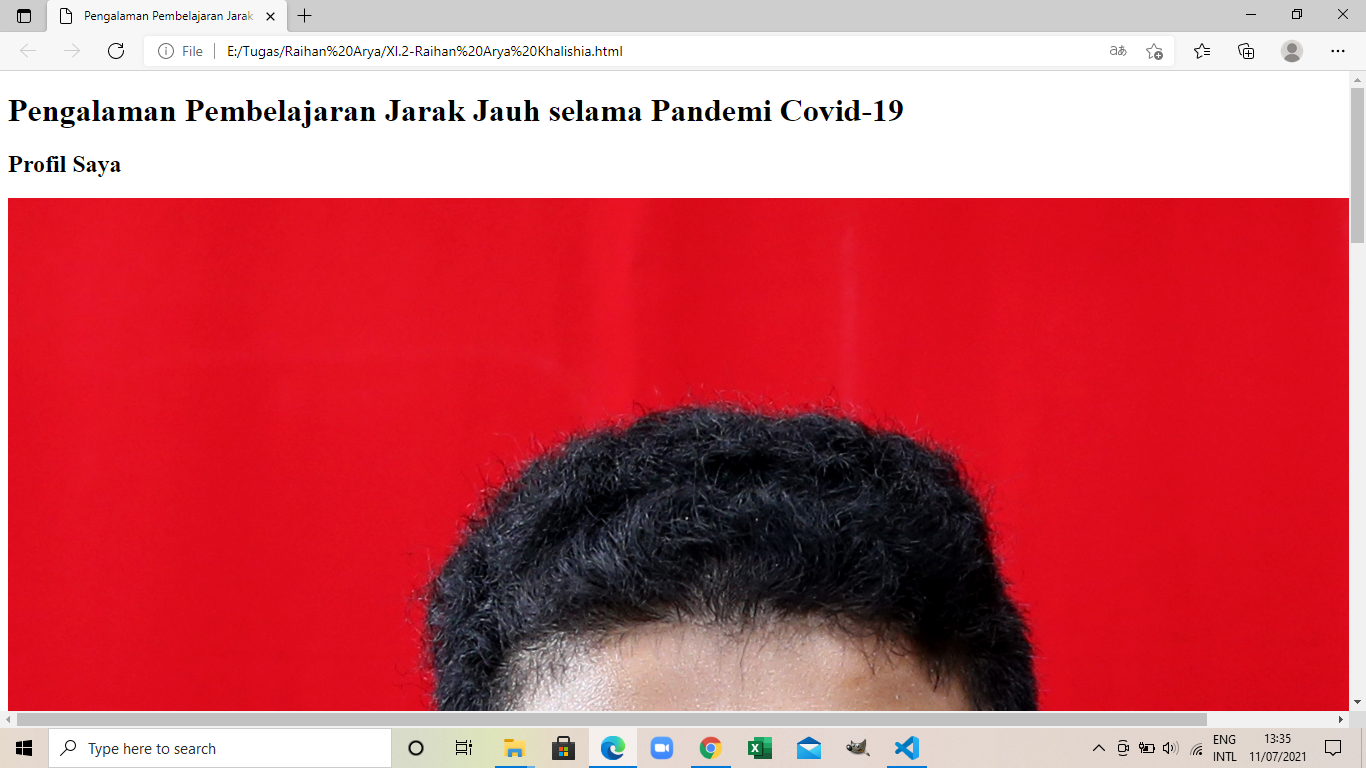 Pengalaman Pembelajaran Jarak
File
E:/Tugas/Raihan%20Arya/XI.2-Raihan%20Arya%20Khalishia.html
Pengalaman Pembelajaran Jarak Jauh selama Pandemi Covid-19
Profil Saya
Type here to search
ENG
INTL
13:35
11/07/2021